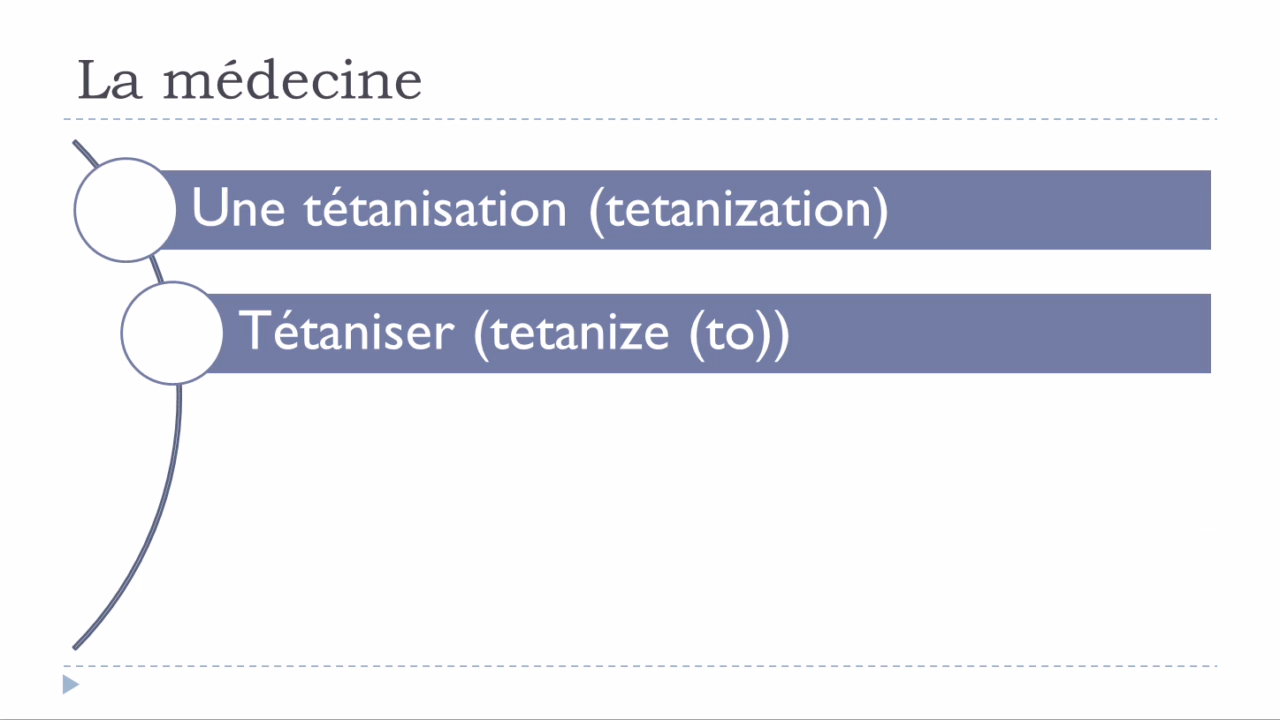 La médecine
Une tétanisation (tetanization)
Tétaniser (tetanize (to))